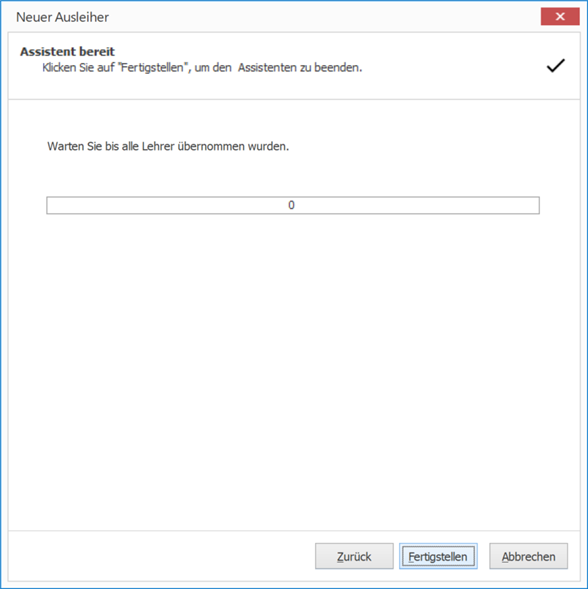 Neuer Ausleiher
Assistent bereit
Klicken Sie auf "Fertigstellen", um den Assistenten zu beenden.
Warten Sie bis alle Lehrer übernommen wurden.
0
Zurück
Fertigstellen
Abbrechen